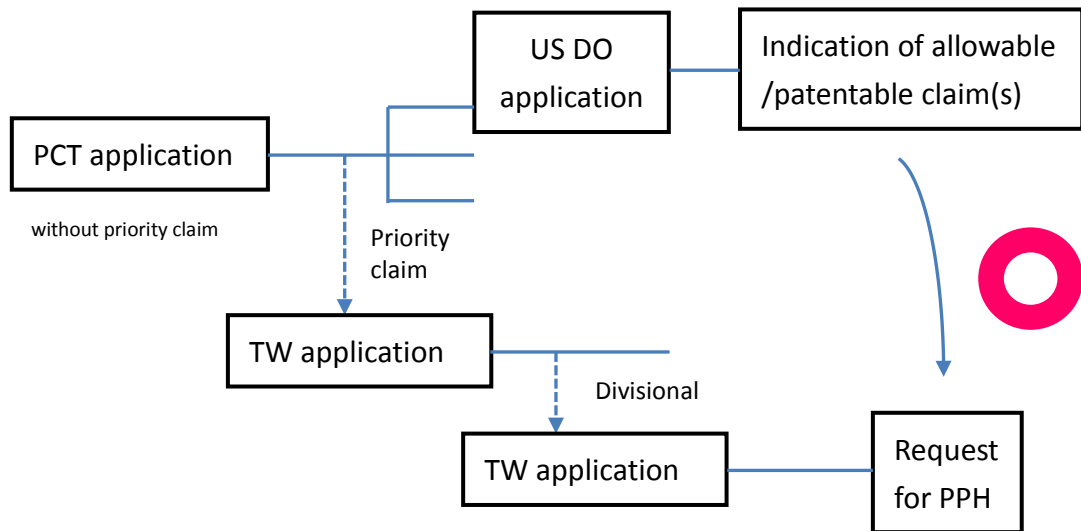 US DO
application
Indication of allowable
/patentable claim(s)
PCT application
without priority claim
Priority
claim
TW application
Divisional
TW application
Request
for PPH